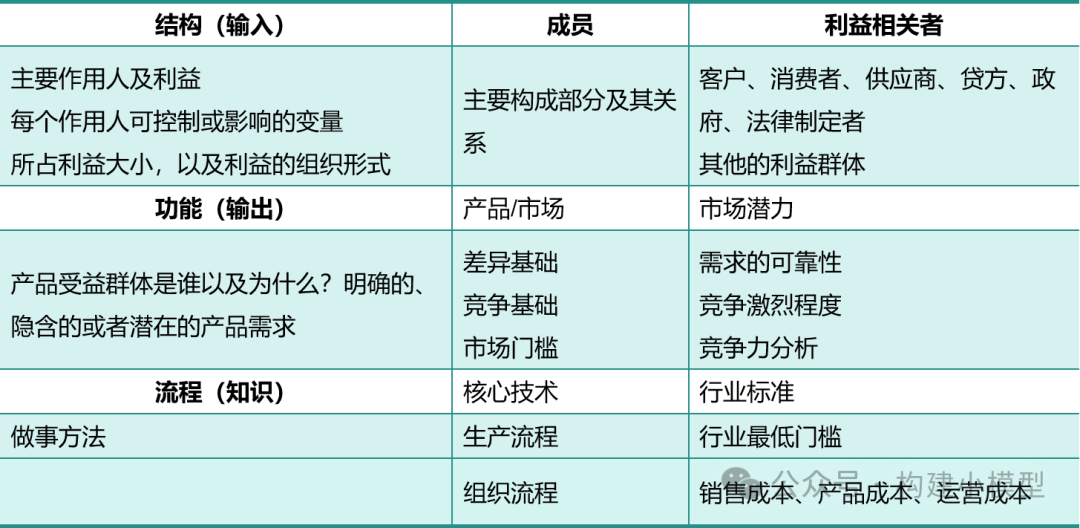 结构（输入）
成员
利益相关者
主要作用人及利益
每个作用人可控制或影响的变量
所占利益大小，以及利益的组织形式
主要构成部分及其关
系
客户、消费者、供应商、贷方、政
府、法律制定者
其他的利益群体
功能（输出）
产品/市场
市场潜力
产品受益群体是谁以及为什么？明确的、
隐含的或者潜在的产品需求
差异基础
竞争基础
市场门槛
需求的可靠性
竞争激烈程度
竞争力分析
流程（知识）
核心技术
行业标准
做事方法
生产流程
行业最低门槛
组织流程
销售成本、产品成本、运营成本
公众号·构建小模型